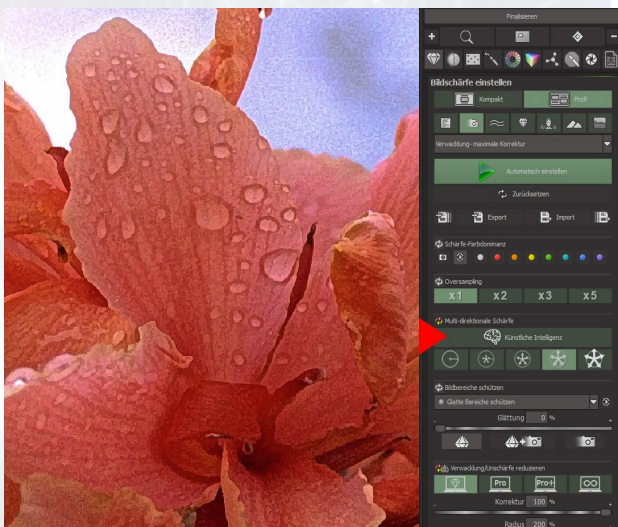 Finalisieren
Bildschärfe einstellen
Kompakt Profi
Verwacklung- maximale Korrektur
Automatisch einstellen
Zurücksetzen
Export Import
Schärfe-Farbdominanz
Oversampling
x1 x2 x3 x5
Multi-direktionale Schärfe
Künstliche Intelligenz
Bildbereiche schützen
Glatte Bereiche schützen
Glättung 0 %
Verwacklung/Unschärfe reduzieren
Pro Pro+
Korrektur 100 %
Radius 200 %